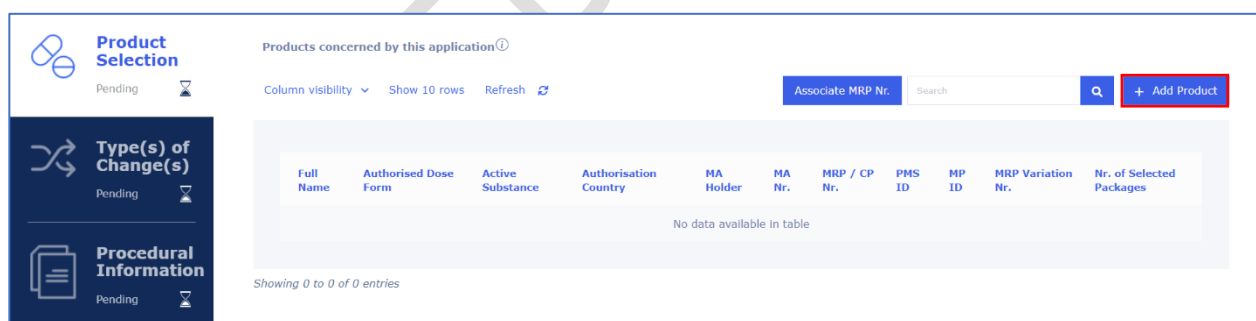 Product
Selection
Pending
Type(s) of
Change(s)
Pending
Procedural
Information
Pending
Products concerned by this application
Column visibility Show 10 rows Refresh Associate MRP Nr. Search + Add Product
Full Name Authorised Dose Form Active Substance Authorisation Country MA Holder MA Nr. MRP / CP Nr. PMS ID MP ID MRP Variation Nr. Nr. of Selected Packages
No data available in table
Showing 0 to 0 of 0 entries